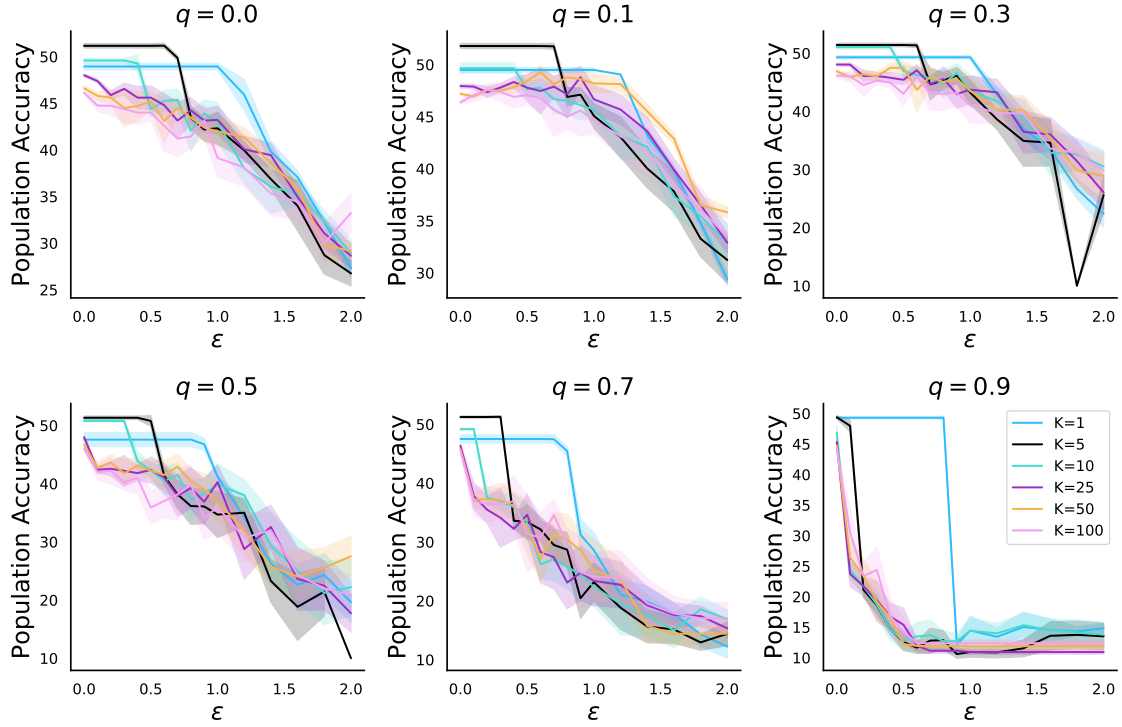 q = 0.0
q = 0.1
q = 0.3
Population Accuracy
50
45
40
35
30
25
0.0 0.5 1.0 1.5 2.0
ε
Population Accuracy
50
45
40
35
30
0.0 0.5 1.0 1.5 2.0
ε
Population Accuracy
50
40
30
20
10
0.0 0.5 1.0 1.5 2.0
ε
q = 0.5
q = 0.7
q = 0.9
Population Accuracy
50
40
30
20
10
0.0 0.5 1.0 1.5 2.0
ε
Population Accuracy
50
40
30
20
10
0.0 0.5 1.0 1.5 2.0
ε
Population Accuracy
50
45
40
35
30
25
20
15
10
0.0 0.5 1.0 1.5 2.0
ε
K=1
K=5
K=10
K=25
K=50
K=100